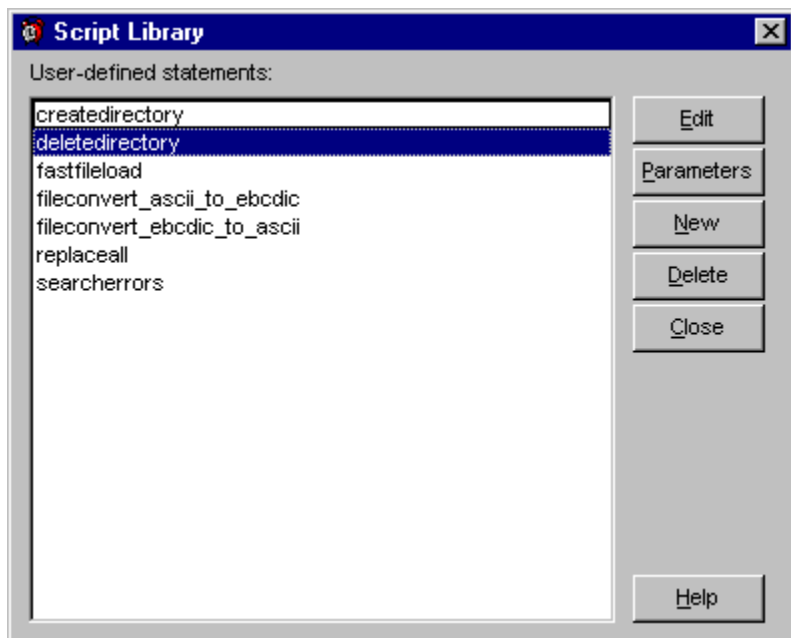 Script Library
User-defined statements:
createdirectory
deletedirectory
fastfileload
fileconvert_ascii_to_ebcdic
fileconvert_ebcdic_to_ascii
replaceall
searcherrors
Edit
Parameters
New
Delete
Close
Help